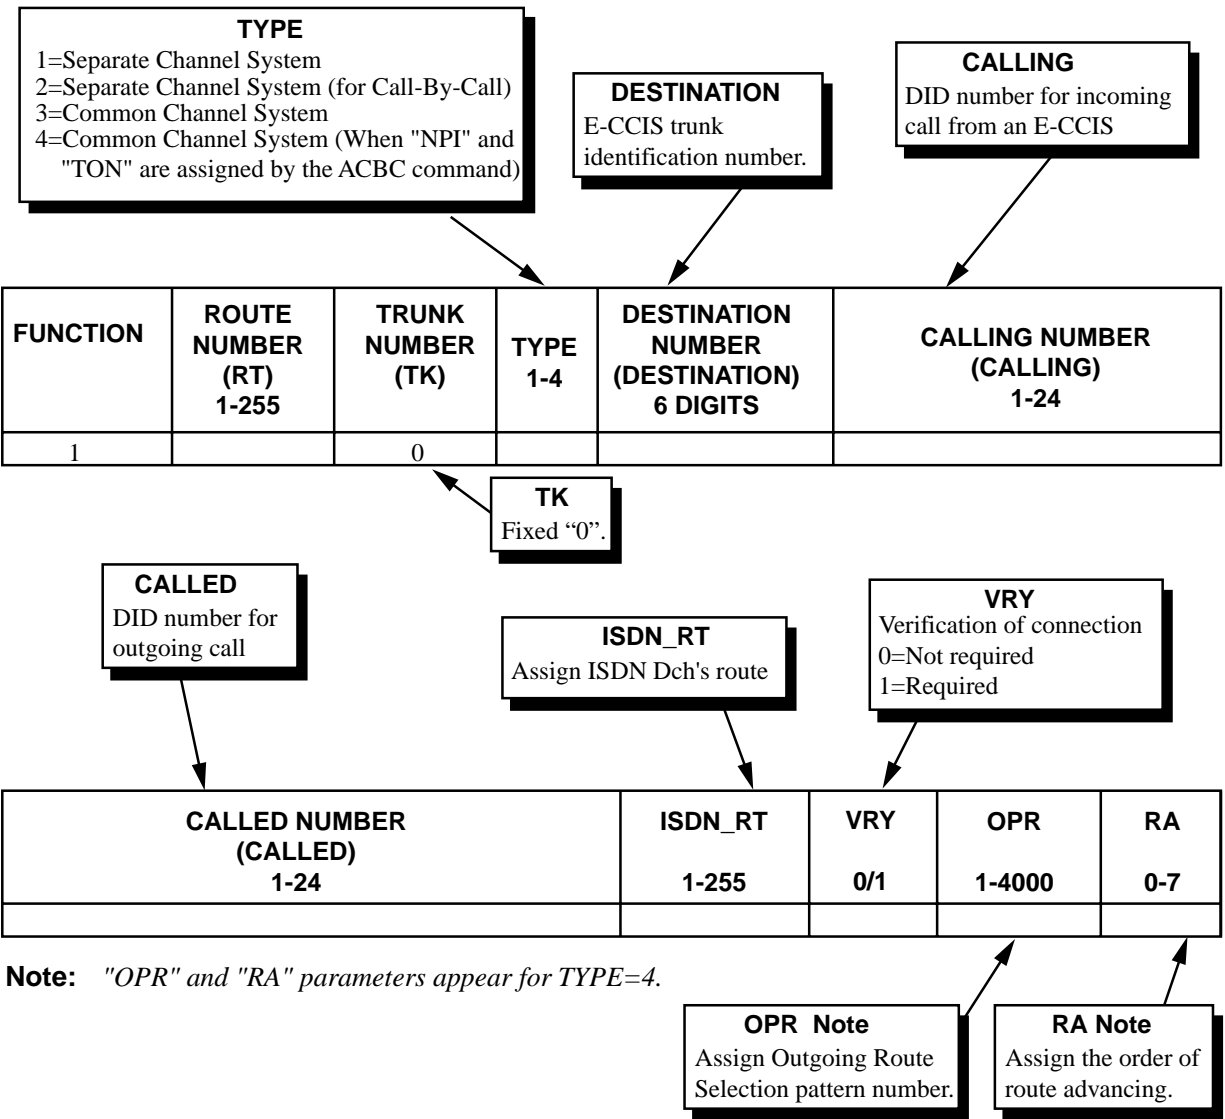 TYPE
1=Separate Channel System
2=Separate Channel System (for Call-By-Call)
3=Common Channel System
4=Common Channel System (When "NPI" and
"TON" are assigned by the ACBC command)
DESTINATION
E-CCIS trunk
identification number.
CALLING
DID number for incoming
call from an E-CCIS
FUNCTION
ROUTE
NUMBER
(RT)
1-255
TRUNK
NUMBER
(TK)
TYPE
1-4
DESTINATION
NUMBER
(DESTINATION)
6 DIGITS
CALLING NUMBER
(CALLING)
1-24
1
0
TK
Fixed “0”.
CALLED
DID number for
outgoing call
ISDN_RT
Assign ISDN Dch's route
VRY
Verification of connection
0=Not required
1=Required
CALLED NUMBER
(CALLED)
1-24
ISDN_RT
1-255
VRY
0/1
OPR
1-4000
RA
0-7
Note: "OPR" and "RA" parameters appear for TYPE=4.
OPR Note
Assign Outgoing Route
Selection pattern number.
RA Note
Assign the order of
route advancing.